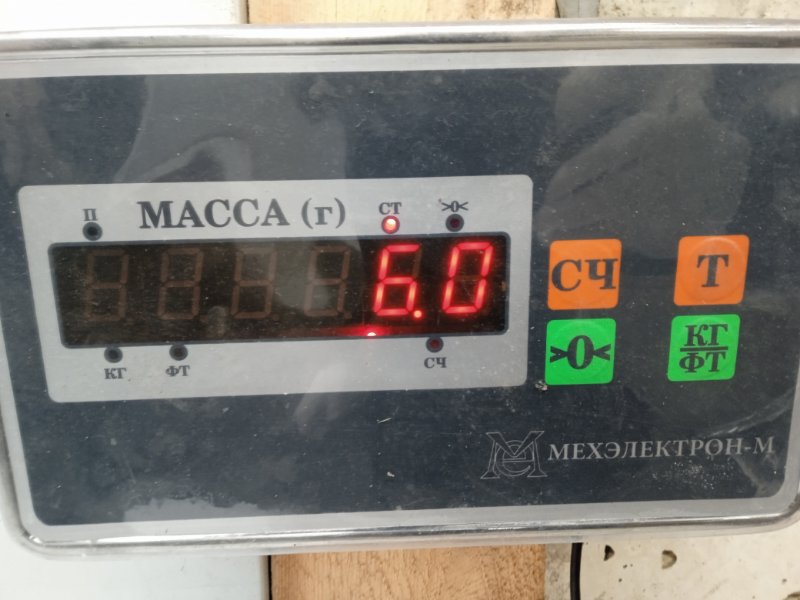 П МАССА (г) СТ >0<
6.0
КГ ФТ СЧ
СЧ Т
>0< КГ
ФТ
МЕХЭЛЕКТРОН-М